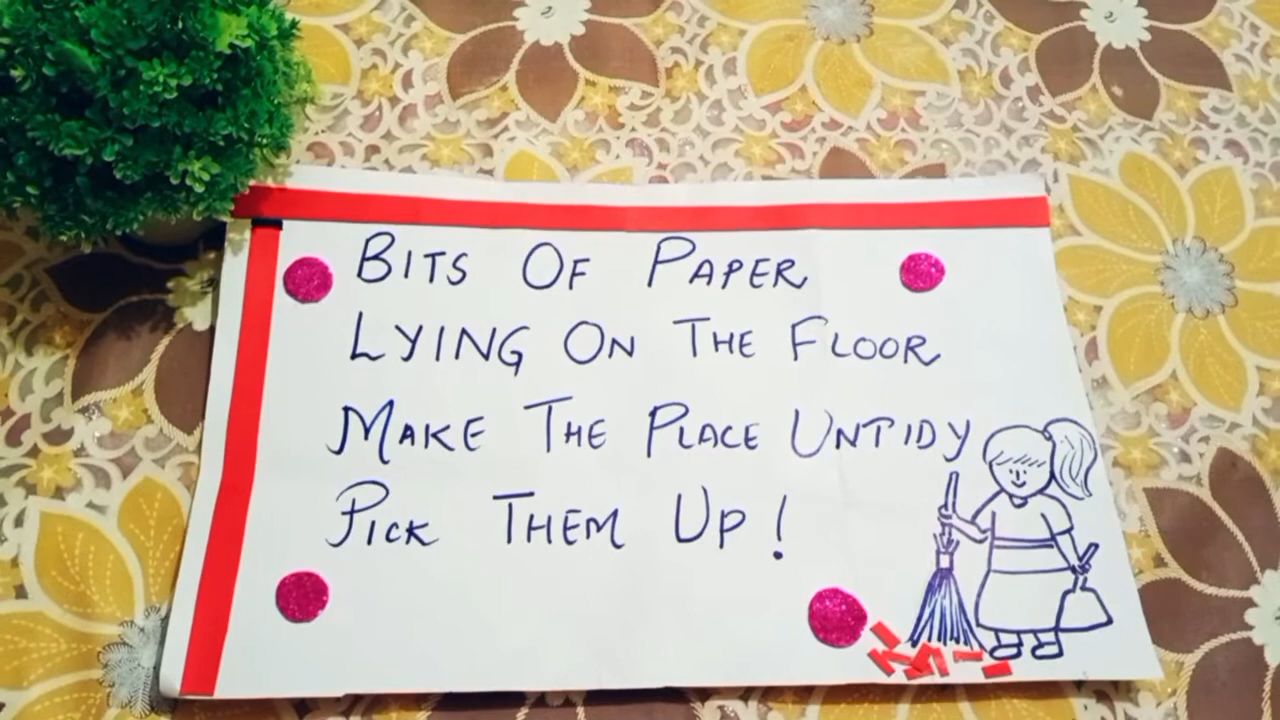 Bits Of Paper
Lying On The Floor
Make The Place Untidy
Pick Them Up!